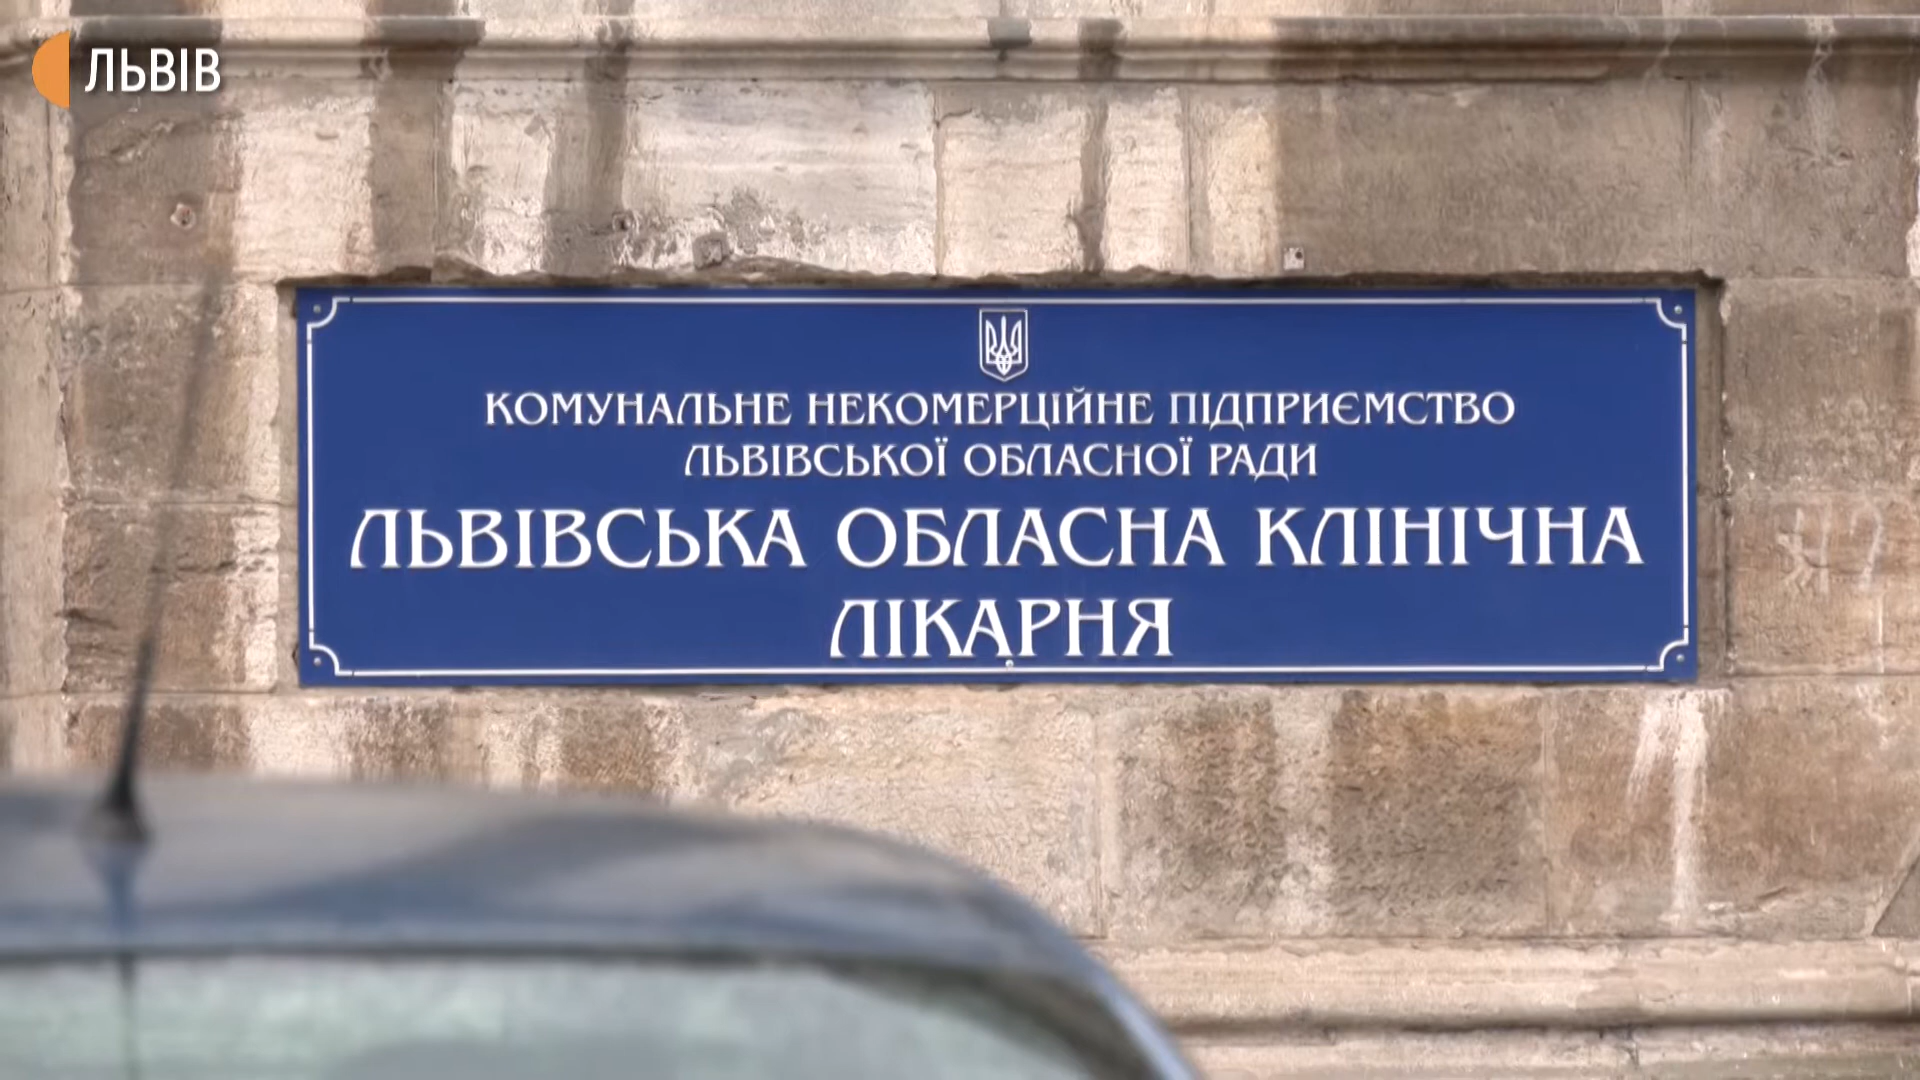 ЛЬВІВ
КОМУНАЛЬНЕ НЕКОМЕРЦІЙНЕ ПІДПРИЄМСТВО
ЛЬВІВСЬКОЇ ОБЛАСНОЇ РАДИ
ЛЬВІВСЬКА ОБЛАСНА КЛІНІЧНА
ЛІКАРНЯ